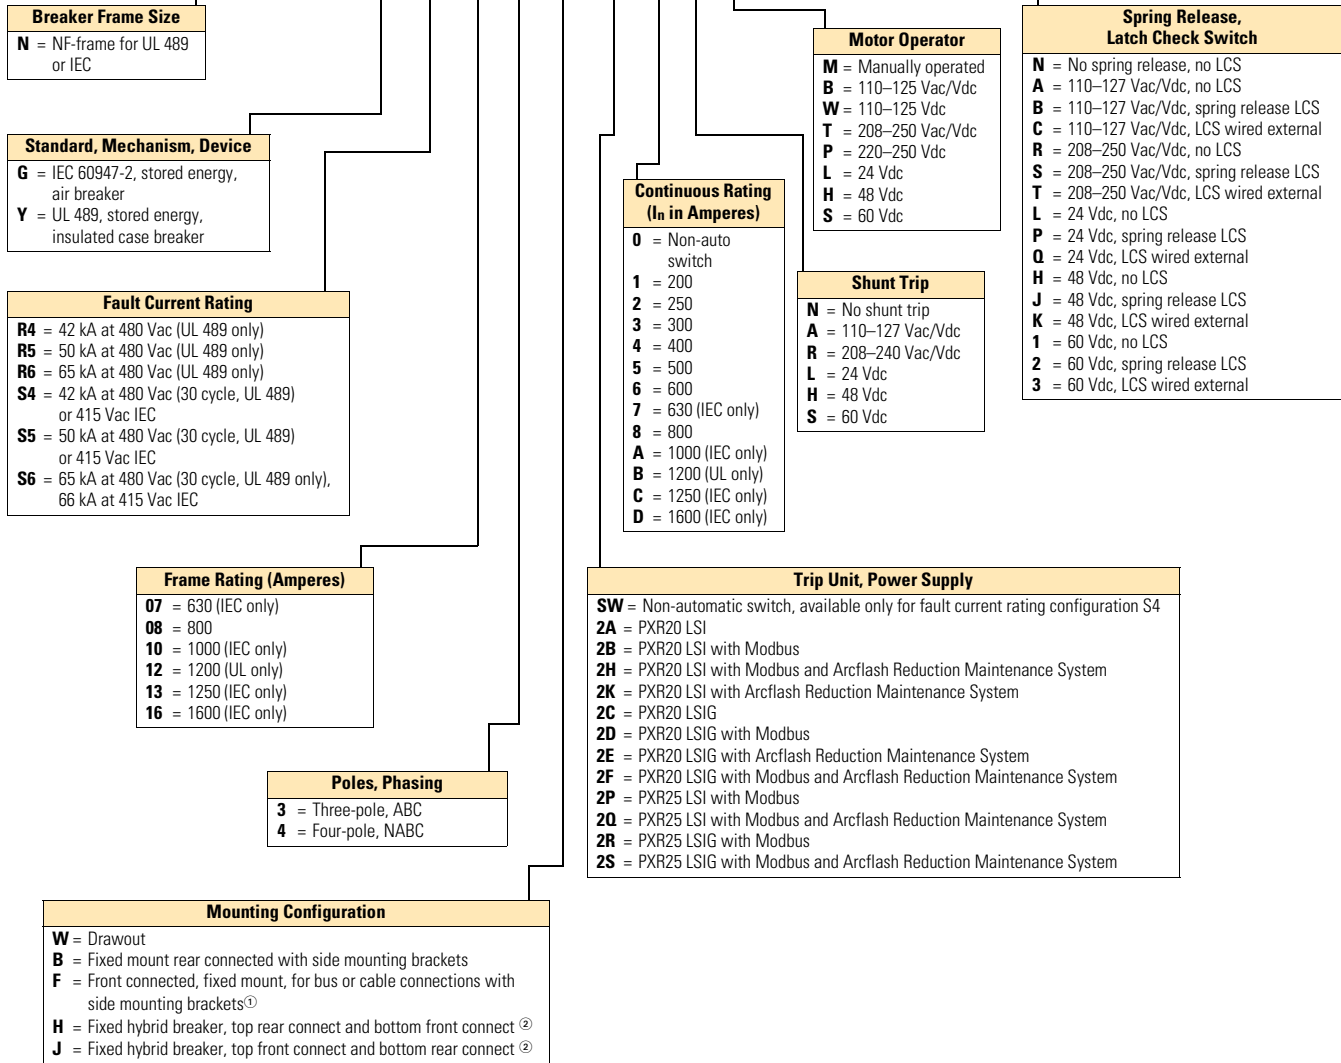 Breaker Frame Size
N = NF-frame for UL 489
or IEC
Standard, Mechanism, Device
G = IEC 60947-2, stored energy,
air breaker
Y = UL 489, stored energy,
insulated case breaker
Fault Current Rating
R4 = 42 kA at 480 Vac (UL 489 only)
R5 = 50 kA at 480 Vac (UL 489 only)
R6 = 65 kA at 480 Vac (UL 489 only)
S4 = 42 kA at 480 Vac (30 cycle, UL 489)
or 415 Vac IEC
S5 = 50 kA at 480 Vac (30 cycle, UL 489)
or 415 Vac IEC
S6 = 65 kA at 480 Vac (30 cycle, UL 489 only),
66 kA at 415 Vac IEC
Frame Rating (Amperes)
07 = 630 (IEC only)
08 = 800
10 = 1000 (IEC only)
12 = 1200 (UL only)
13 = 1250 (IEC only)
16 = 1600 (IEC only)
Poles, Phasing
3 = Three-pole, ABC
4 = Four-pole, NABC
Mounting Configuration
W = Drawout
B = Fixed mount rear connected with side mounting brackets
F = Front connected, fixed mount, for bus or cable connections with
side mounting brackets①
H = Fixed hybrid breaker, top rear connect and bottom front connect ②
J = Fixed hybrid breaker, top front connect and bottom rear connect ②
Trip Unit, Power Supply
SW = Non-automatic switch, available only for fault current rating configuration S4
2A = PXR20 LSI
2B = PXR20 LSI with Modbus
2H = PXR20 LSI with Modbus and Arcflash Reduction Maintenance System
2K = PXR20 LSI with Arcflash Reduction Maintenance System
2C = PXR20 LSIG
2D = PXR20 LSIG with Modbus
2E = PXR20 LSIG with Arcflash Reduction Maintenance System
2F = PXR20 LSIG with Modbus and Arcflash Reduction Maintenance System
2P = PXR25 LSI with Modbus
2Q = PXR25 LSI with Modbus and Arcflash Reduction Maintenance System
2R = PXR25 LSIG with Modbus
2S = PXR25 LSIG with Modbus and Arcflash Reduction Maintenance System
Continuous Rating
(In in Amperes)
0 = Non-auto
switch
1 = 200
2 = 250
3 = 300
4 = 400
5 = 500
6 = 600
7 = 630 (IEC only)
8 = 800
A = 1000 (IEC only)
B = 1200 (UL only)
C = 1250 (IEC only)
D = 1600 (IEC only)
Shunt Trip
N = No shunt trip
A = 110–127 Vac/Vdc
R = 208–240 Vac/Vdc
L = 24 Vdc
H = 48 Vdc
S = 60 Vdc
Motor Operator
M = Manually operated
B = 110–125 Vac/Vdc
W = 110–125 Vdc
T = 208–250 Vac/Vdc
P = 220–250 Vdc
L = 24 Vdc
H = 48 Vdc
S = 60 Vdc
Spring Release,
Latch Check Switch
N = No spring release, no LCS
A = 110–127 Vac/Vdc, no LCS
B = 110–127 Vac/Vdc, spring release LCS
C = 110–127 Vac/Vdc, LCS wired external
R = 208–250 Vac/Vdc, no LCS
S = 208–250 Vac/Vdc, spring release LCS
T = 208–250 Vac/Vdc, LCS wired external
L = 24 Vdc, no LCS
P = 24 Vdc, spring release LCS
Q = 24 Vdc, LCS wired external
H = 48 Vdc, no LCS
J = 48 Vdc, spring release LCS
K = 48 Vdc, LCS wired external
1 = 60 Vdc, no LCS
2 = 60 Vdc, spring release LCS
3 = 60 Vdc, LCS wired external